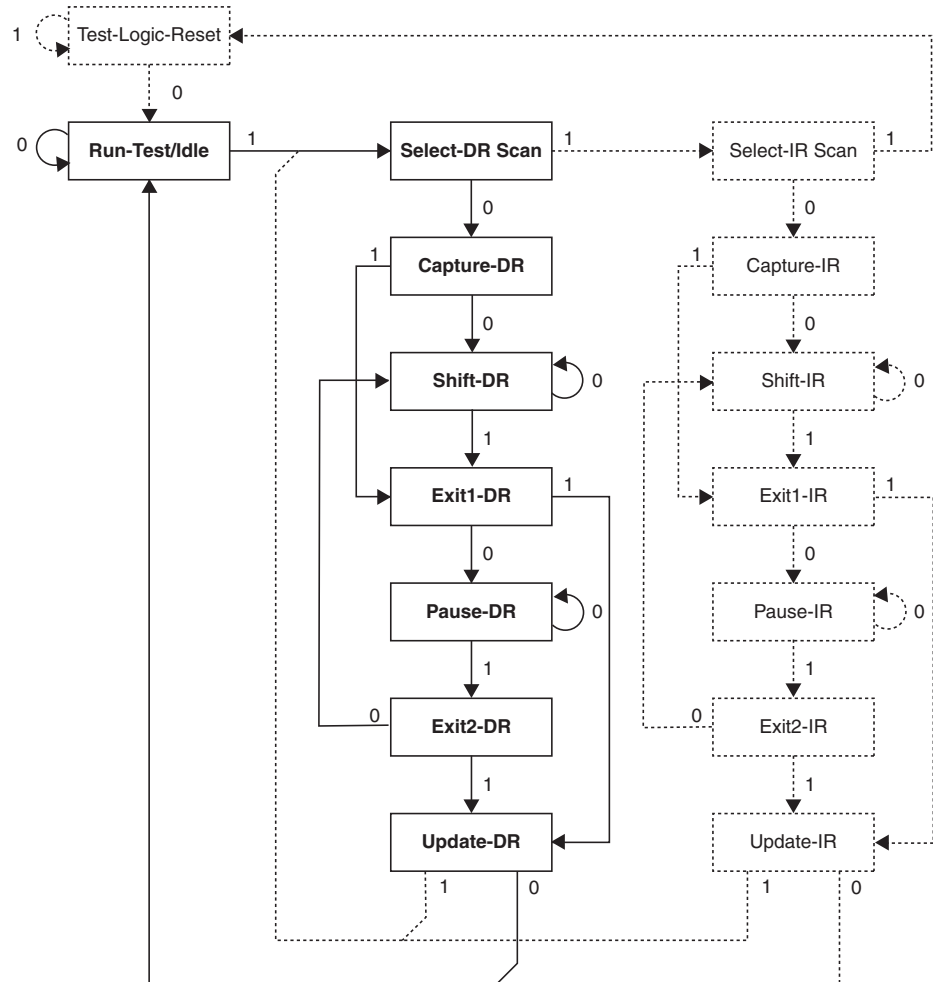 Test-Logic-Reset
1
0
0
Run-Test/Idle
1
Select-DR Scan
1
Select-IR Scan
1
0
0
1
Capture-DR
1
Capture-IR
0
0
Shift-DR
0
Shift-IR
0
1
1
Exit1-DR
1
Exit1-IR
1
0
0
Pause-DR
0
Pause-IR
0
1
1
0
Exit2-DR
0
Exit2-IR
1
1
Update-DR
Update-IR
1
0
1
0